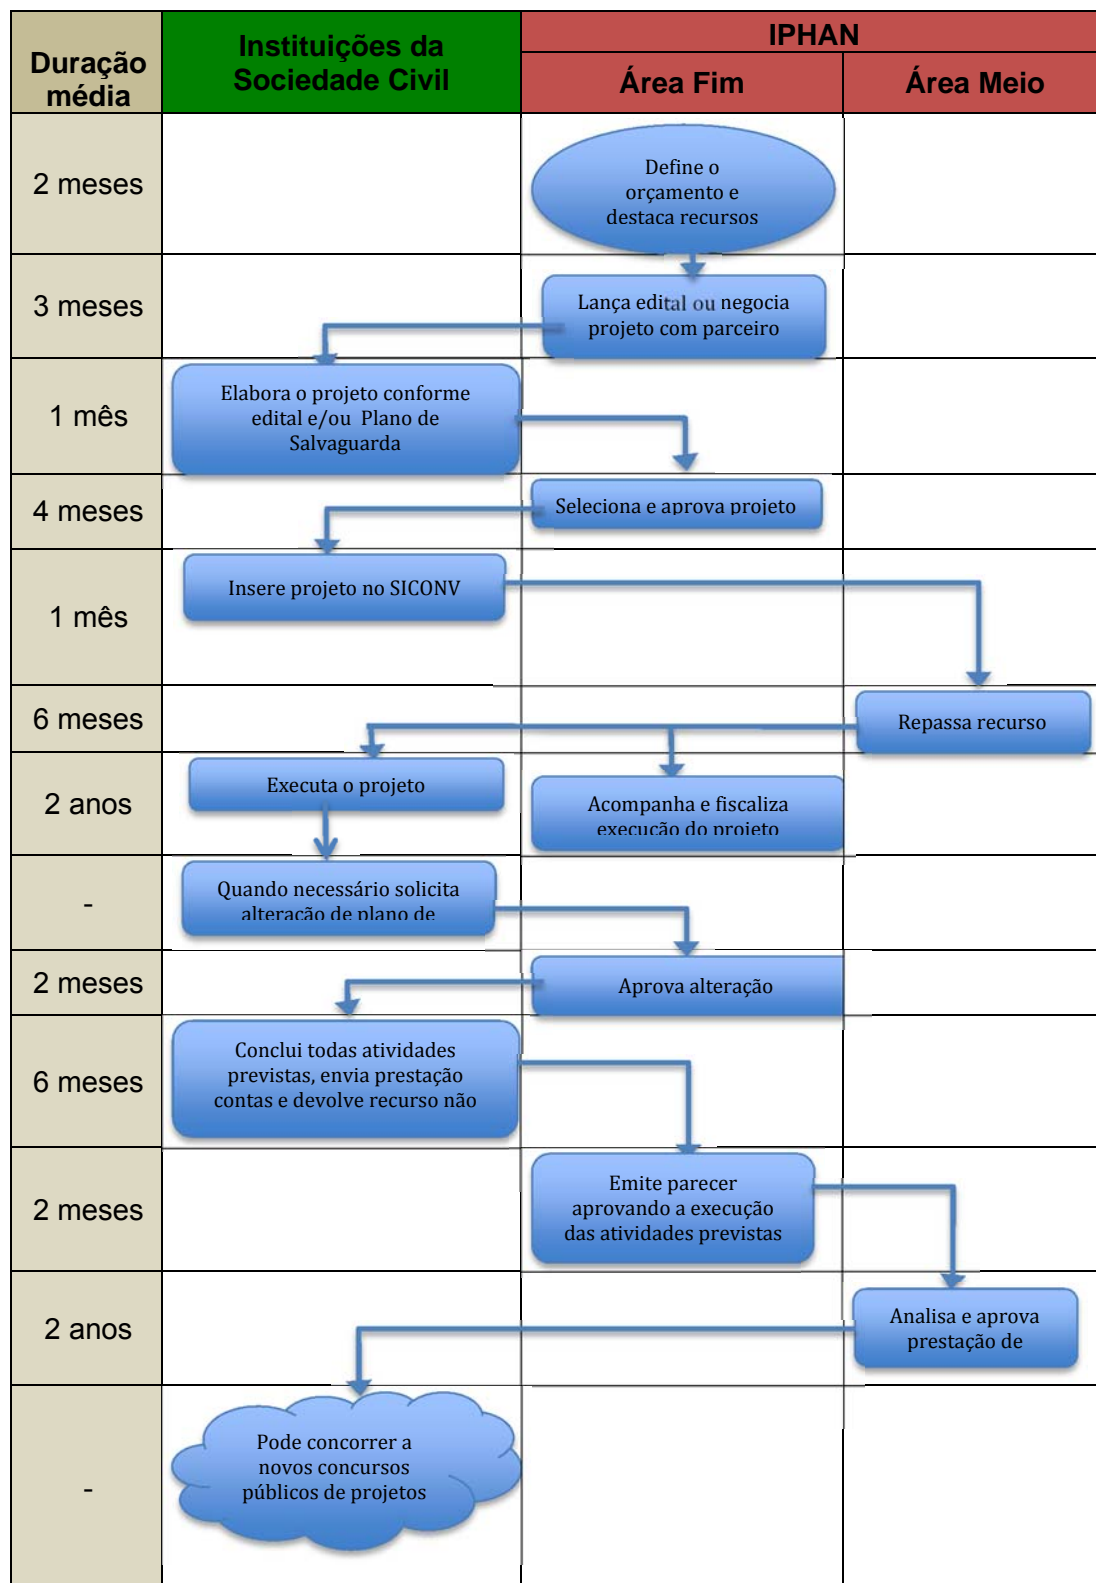 Duração
média
Instituições da
Sociedade Civil
IPHAN
Área Fim
Área Meio
2 meses
Define o
orçamento e
destaca recursos
3 meses
Lança edital ou negocia
projeto com parceiro
1 mês
Elabora o projeto conforme
edital e/ou Plano de
Salvaguarda
4 meses
Seleciona e aprova projeto
1 mês
Insere projeto no SICONV
6 meses
Repassa recurso
2 anos
Executa o projeto
Acompanha e fiscaliza
execução do projeto
-
Quando necessário solicita
alteração de plano de
2 meses
Aprova alteração
6 meses
Conclui todas atividades
previstas, envia prestação
contas e devolve recurso não
2 meses
Emite parecer
aprovando a execução
das atividades previstas
2 anos
Analisa e aprova
prestação de
-
Pode concorrer a
novos concursos
públicos de projetos